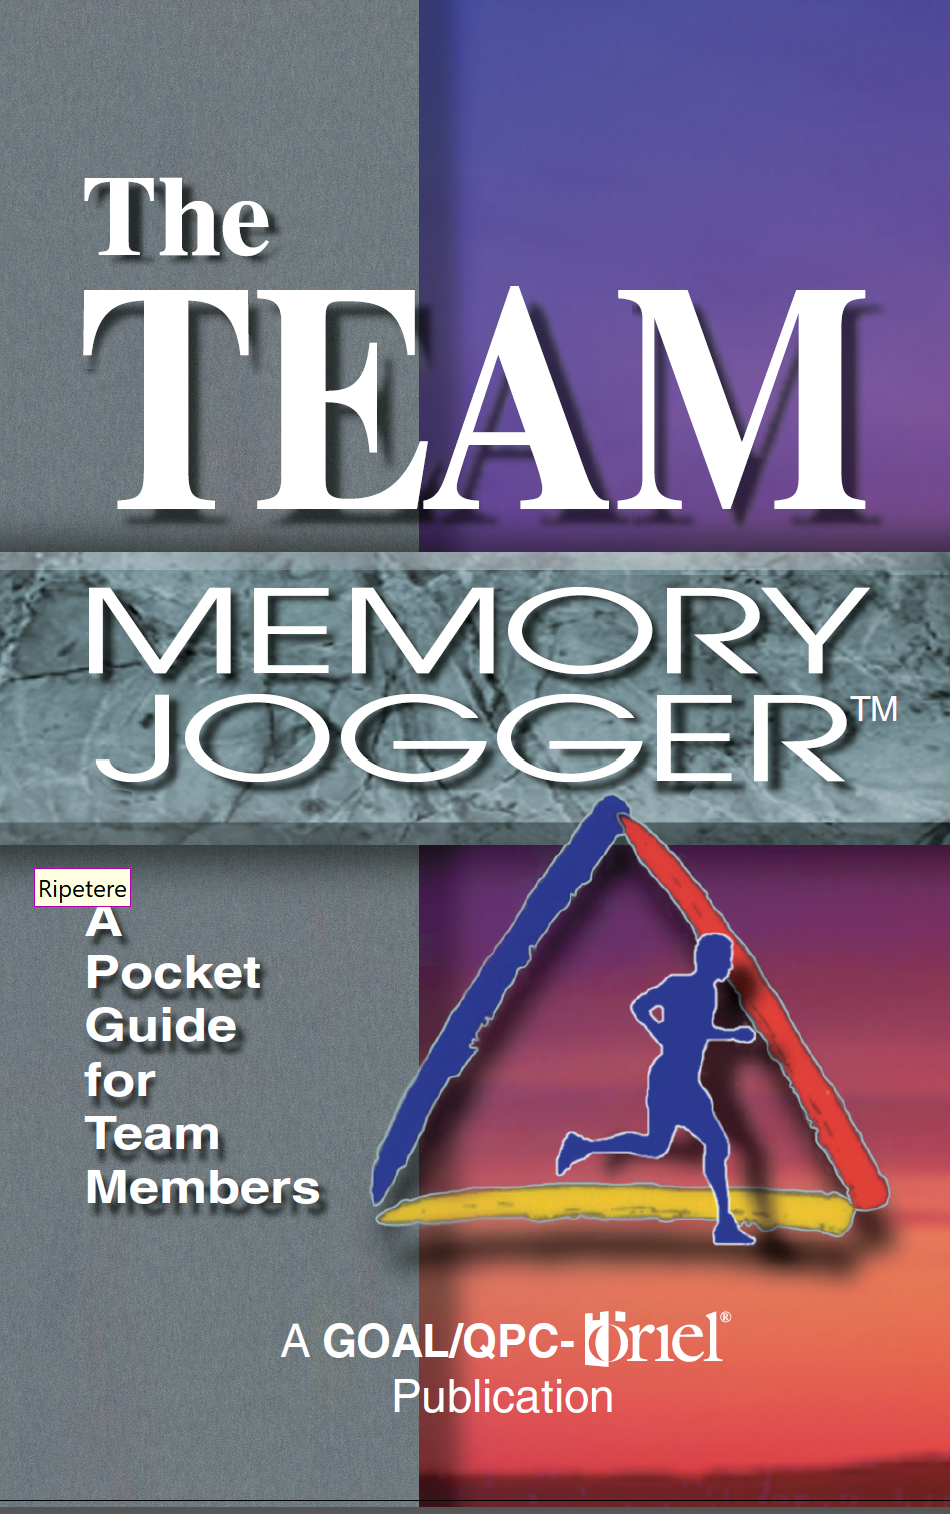 The
TEAM
MEMORY
JOGGER™
Ripetere
A
Pocket
Guide
for
Team
Members
A GOAL/QPC-Oriel®
Publication